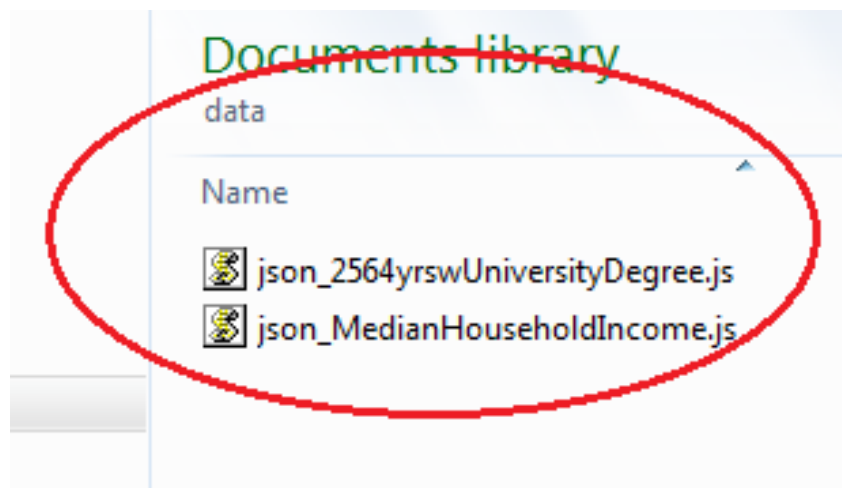 Documents library
data
Name
json_2564yrswUniversityDegree.js
json_MedianHouseholdIncome.js